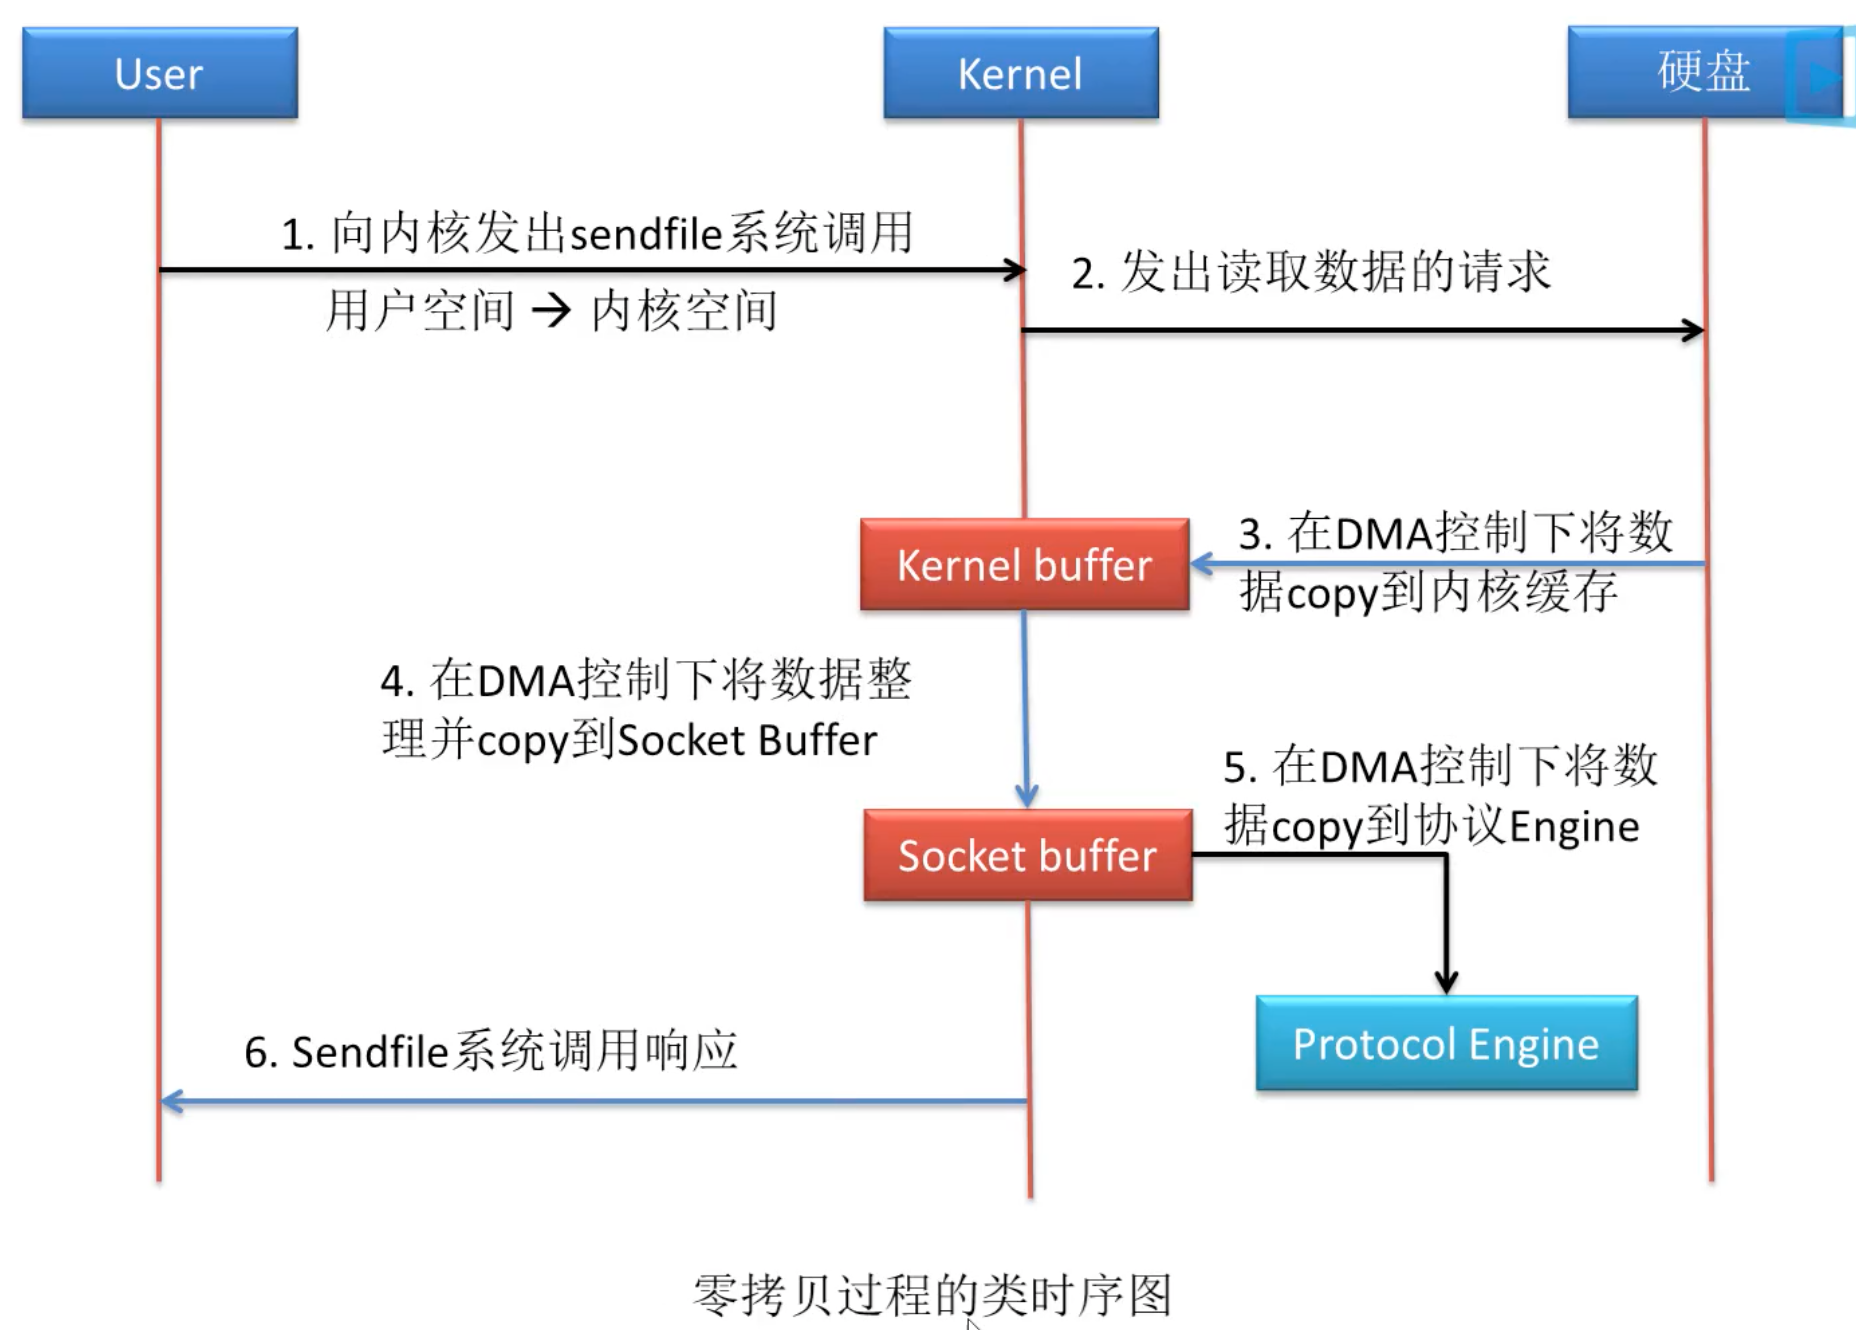 User
Kernel
硬盘
1. 向内核发出sendfile系统调用
用户空间 → 内核空间
2. 发出读取数据的请求
Kernel buffer
3. 在DMA控制下将数
据copy到内核缓存
4. 在DMA控制下将数据整
理并copy到Socket Buffer
5. 在DMA控制下将数
据copy到协议Engine
Socket buffer
Protocol Engine
6. Sendfile系统调用响应
零拷贝过程的类时序图